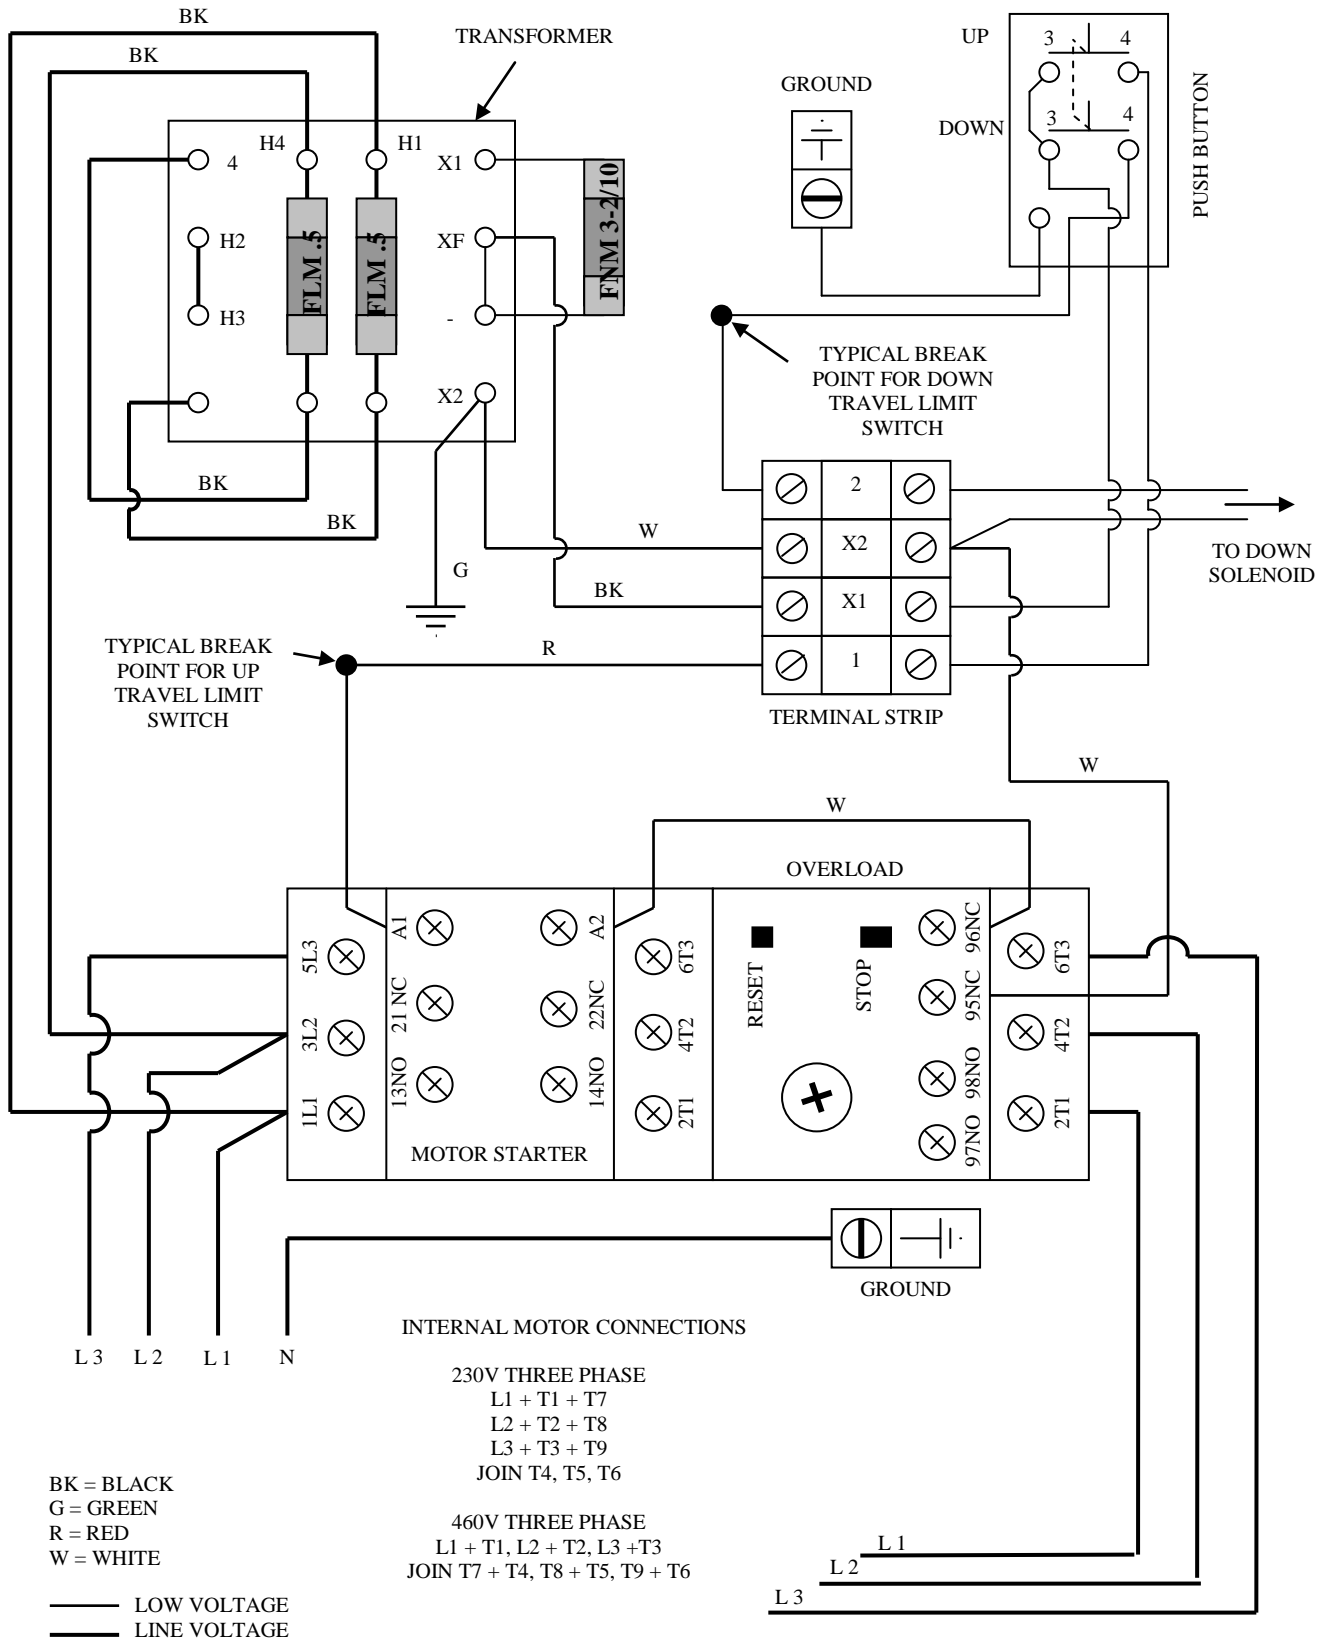 BK
TRANSFORMER
UP
3
4
BK
GROUND
PUSH BUTTON
DOWN
3
4
H4
H1
4
X1
FNM 3-2/10
H2
FLM .5
FLM .5
XF
H3
-
TYPICAL BREAK
POINT FOR DOWN
TRAVEL LIMIT
SWITCH
X2
BK
2
BK
W
X2
TO DOWN
SOLENOID
G
BK
X1
TYPICAL BREAK
POINT FOR UP
TRAVEL LIMIT
SWITCH
R
1
TERMINAL STRIP
W
W
OVERLOAD
5L3
A1
A2
6T3
RESET
STOP
96NC
6T3
3L2
21 NC
22NC
4T2
95NC
4T2
1L1
13NO
14NO
2T1
98NO
2T1
97NO
MOTOR STARTER
GROUND
L 3
L 2
L 1
N
INTERNAL MOTOR CONNECTIONS
230V THREE PHASE
L1 + T1 + T7
L2 + T2 + T8
L3 + T3 + T9
JOIN T4, T5, T6
460V THREE PHASE
L1 + T1, L2 + T2, L3 +T3
JOIN T7 + T4, T8 + T5, T9 + T6
BK = BLACK
G = GREEN
R = RED
W = WHITE
L 1
L 2
L 3
LOW VOLTAGE
LINE VOLTAGE